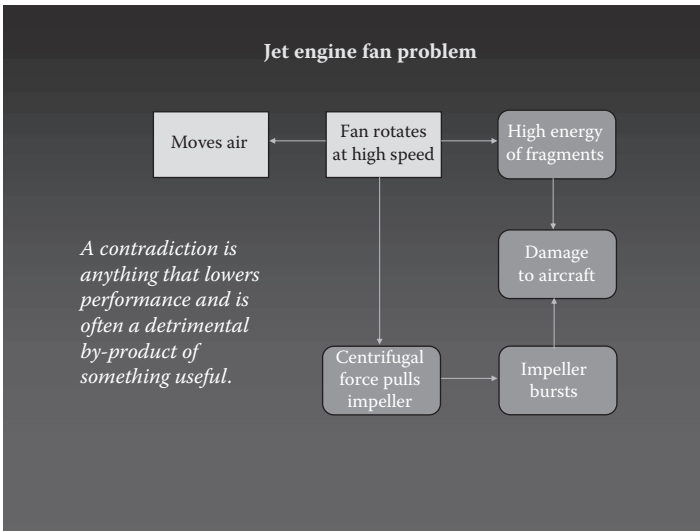 Jet engine fan problem
Moves air
Fan rotates
at high speed
High energy
of fragments
Damage
to aircraft
A contradiction is
anything that lowers
performance and is
often a detrimental
by-product of
something useful.
Centrifugal
force pulls
impeller
Impeller
bursts